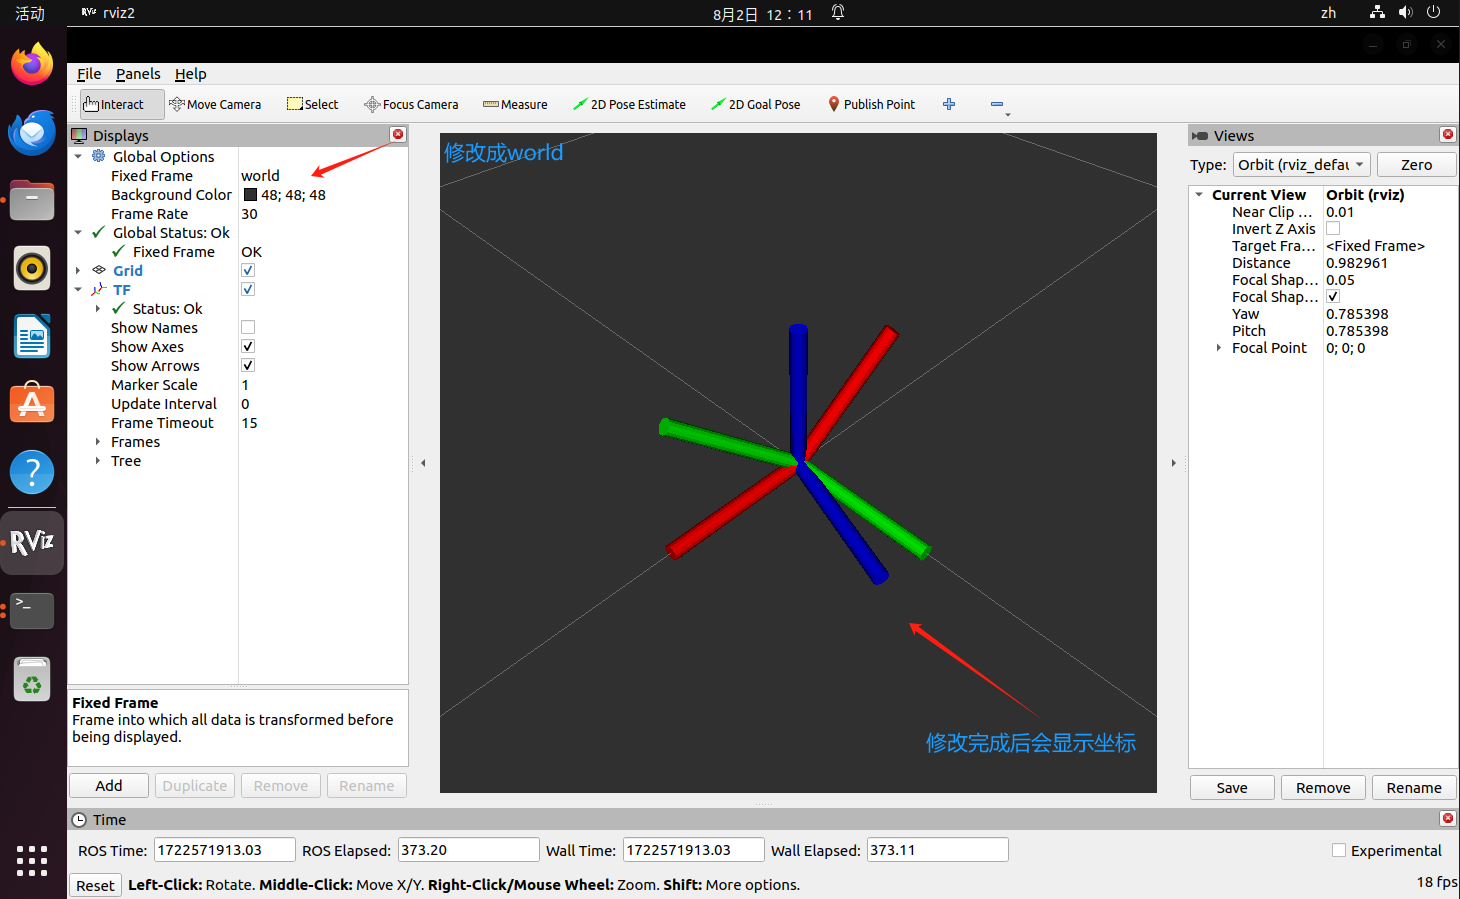 活动 rviz2 8月2日 12：11 zh
File Panels Help
Interact Move Camera Select Focus Camera Measure 2D Pose Estimate 2D Goal Pose Publish Point
Displays
Global Options
Fixed Frame world
Background Color 48; 48; 48
Frame Rate 30
Global Status: Ok
Fixed Frame OK
Grid
TF
Status: Ok
Show Names
Show Axes
Show Arrows
Marker Scale 1
Update Interval 0
Frame Timeout 15
Frames
Tree
Fixed Frame
Frame into which all data is transformed before
being displayed.
Add Duplicate Remove Rename
修改成world
修改完成后会显示坐标
Views
Type: Orbit (rviz_defau Zero
Current View Orbit (rviz)
Near Clip ... 0.01
Invert Z Axis
Target Fra... <Fixed Frame>
Distance 0.982961
Focal Shap... 0.05
Focal Shap...
Yaw 0.785398
Pitch 0.785398
Focal Point 0; 0; 0
Save Remove Rename
Time
ROS Time: 1722571913.03 ROS Elapsed: 373.20 Wall Time: 1722571913.03 Wall Elapsed: 373.11 Experimental
Reset Left-Click: Rotate. Middle-Click: Move X/Y. Right-Click/Mouse Wheel: Zoom. Shift: More options. 18 fps
RViz